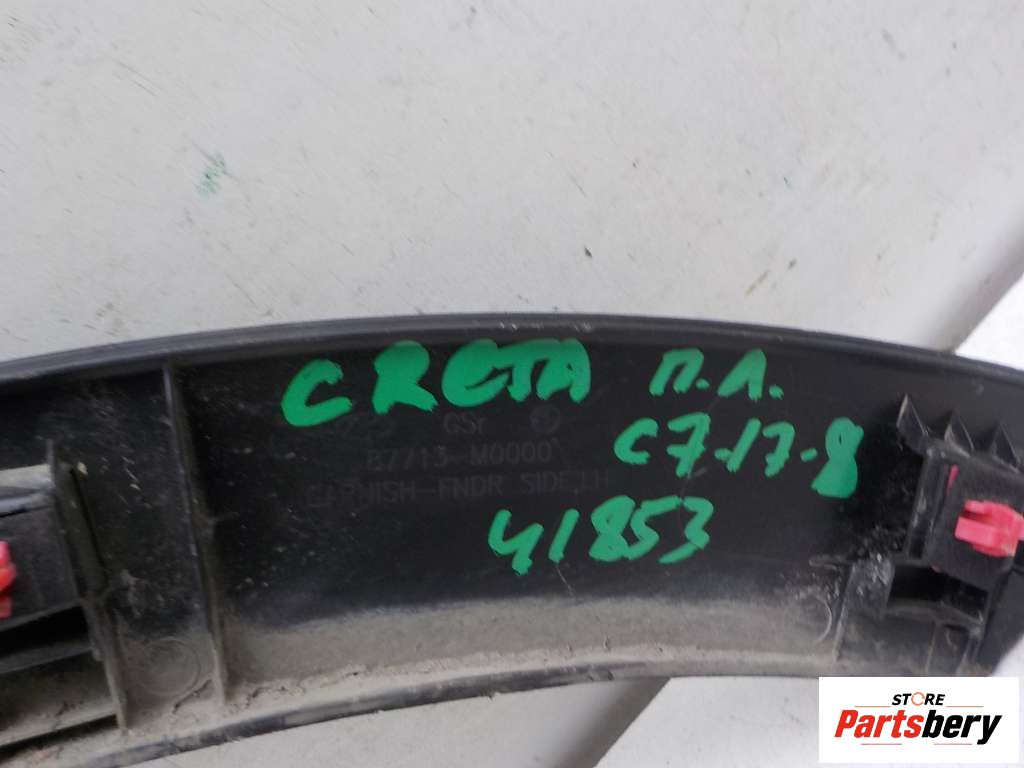 CRETA п.л.
GSr
87713-M0000
C7-17-8
GARNISH-FNDR SIDE,LH
41853
STORE
Partsbery